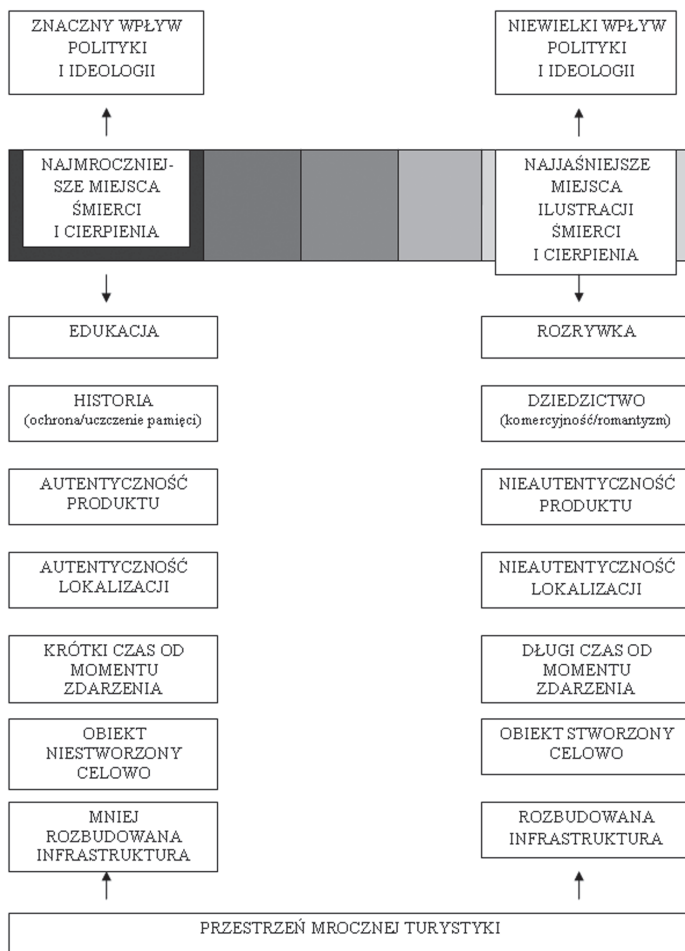 ZNACZNY WPŁYW
POLITYKI
I IDEOLOGII
NIEWIELKI WPŁYW
POLITYKI
I IDEOLOGII
NAJMROCZNIEJ-
SZE MIEJSCA
ŚMIERCI
I CIERPIENIA
NAJJAŚNIEJSZE
MIEJSCA
ILUSTRACJI
ŚMIERCI
I CIERPIENIA
EDUKACJA
ROZRYWKA
HISTORIA
(ochrona/uczczenie pamięci)
DZIEDZICTWO
(komercyjność/romantyzm)
AUTENTYCZNOŚĆ
PRODUKTU
NIEAUTENTYCZNOŚĆ
PRODUKTU
AUTENTYCZNOŚĆ
LOKALIZACJI
NIEAUTENTYCZNOŚĆ
LOKALIZACJI
KRÓTKI CZAS OD
MOMENTU
ZDARZENIA
DŁUGI CZAS OD
MOMENTU
ZDARZENIA
OBIEKT
NIESTWORZONY
CELOWO
OBIEKT STWORZONY
CELOWO
MNIEJ
ROZBUDOWANA
INFRASTRUKTURA
ROZBUDOWANA
INFRASTRUKTURA
PRZESTRZEŃ MROCZNEJ TURYSTYKI